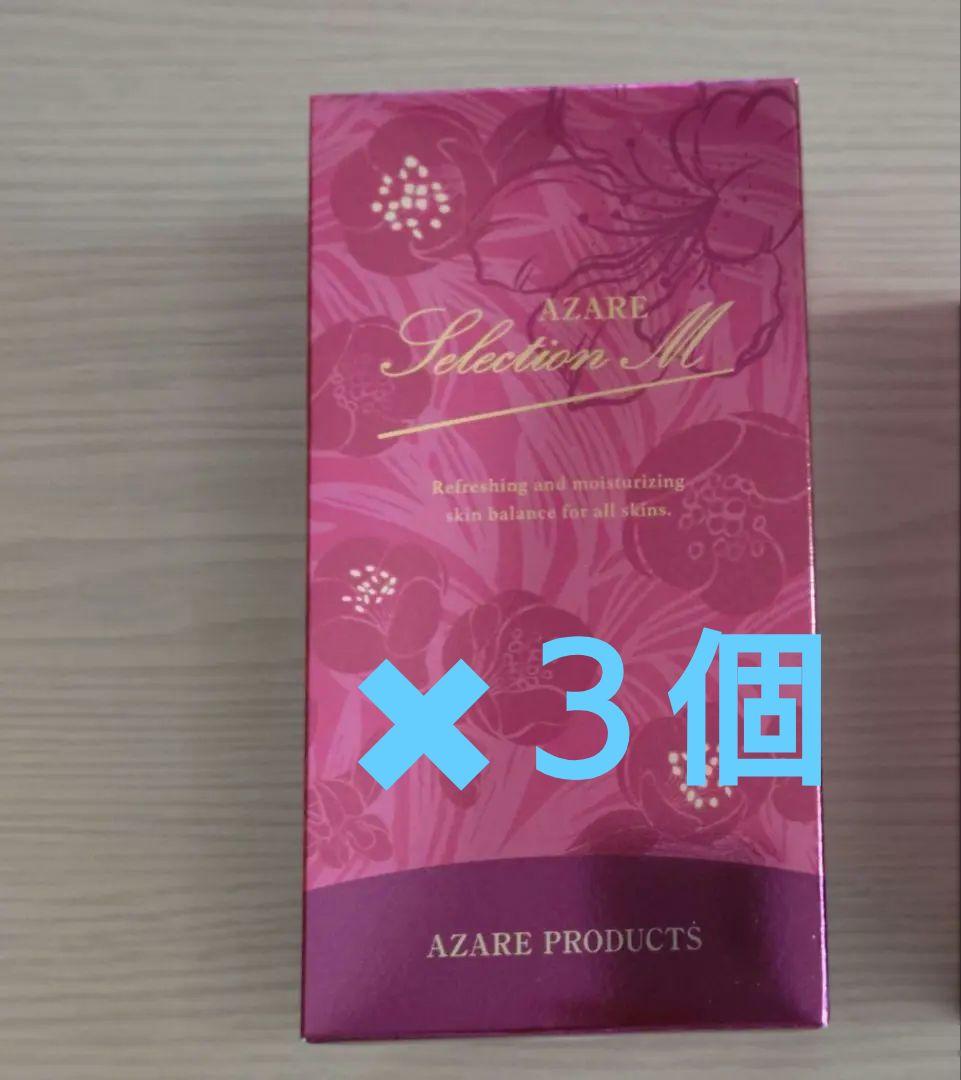 AZARE
Selection M
Refreshing and moisturizing
skin balance for all skins.
✖３個
AZARE PRODUCTS